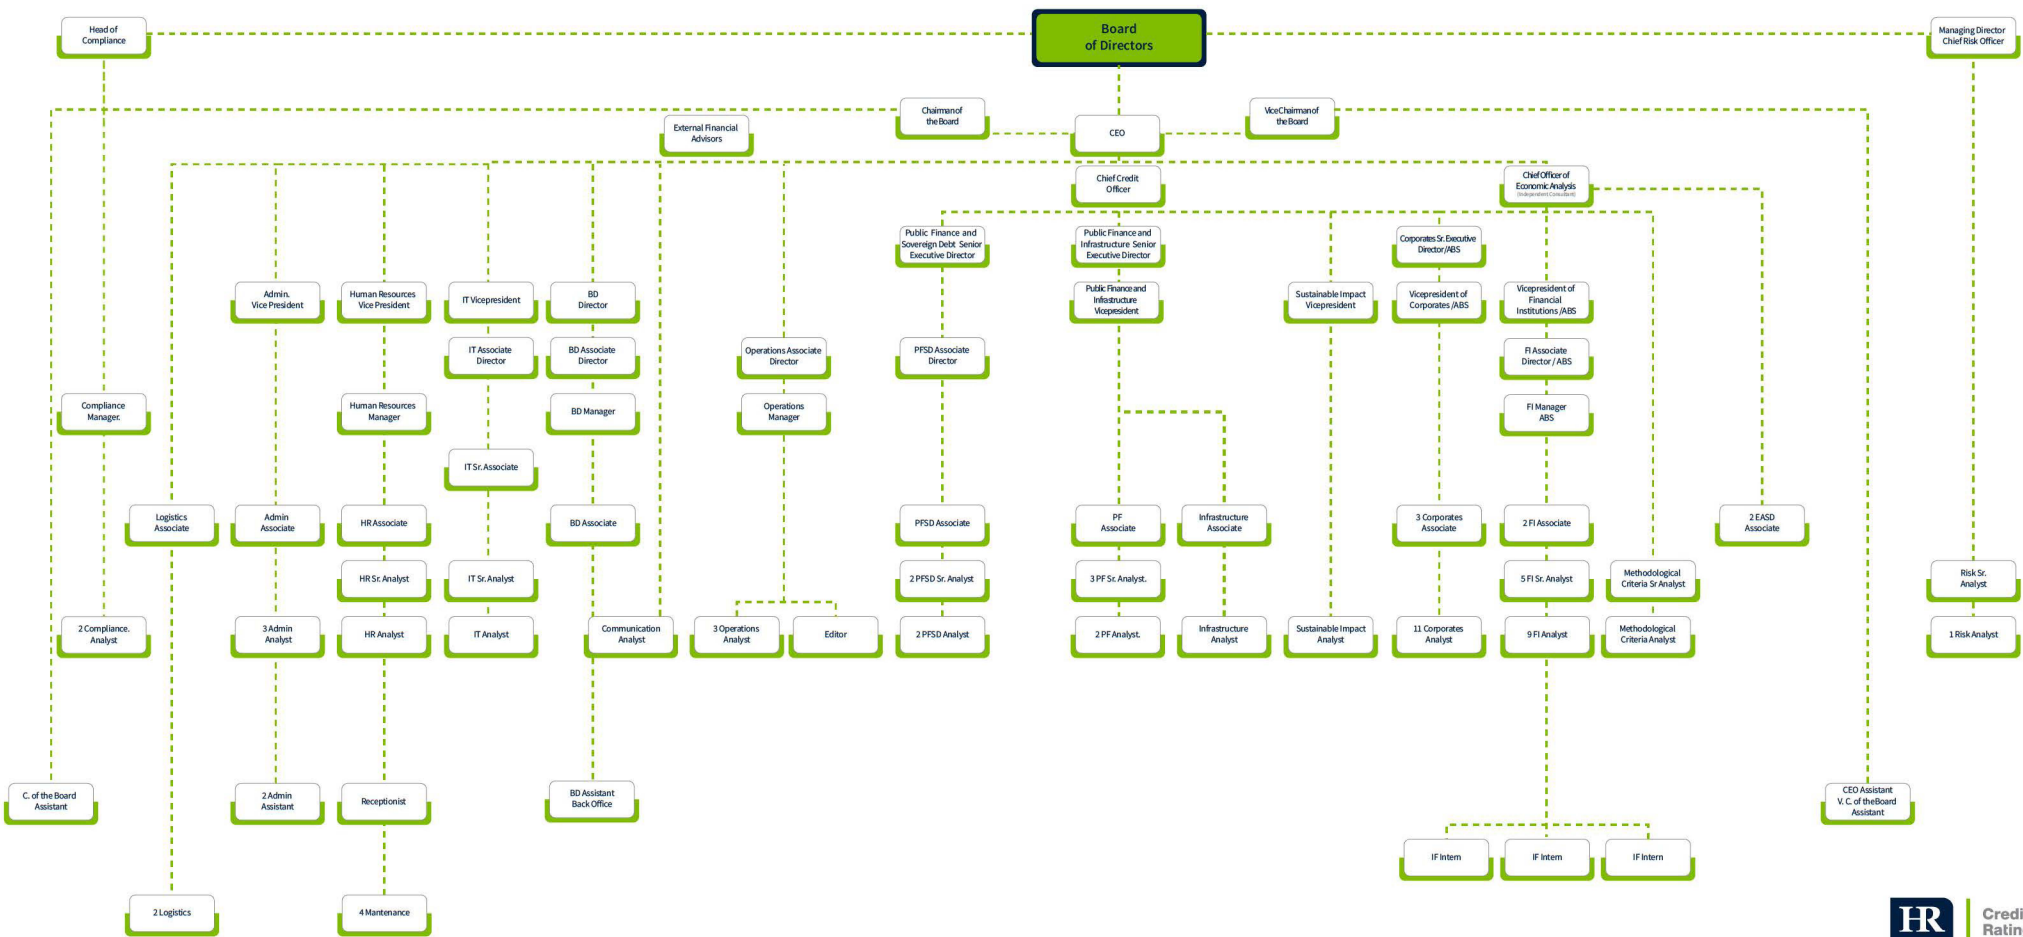 Head of
Compliance
Board
of Directors
Managing Director
Chief Risk Officer
Chairman of
the Board
Vice Chairman of
the Board
External Financial
Advisors
CEO
Chief Credit
Officer
Chief Officer of
Economic Analysis
(Independent Consultant)
Public Finance and
Sovereign Debt Senior
Executive Director
Public Finance and
Infrastructure Senior
Executive Director
Corporates Sr. Executive
Director/ABS
Admin.
Vice President
Human Resources
Vice President
IT Vicepresident
BD
Director
Public Finance and
Infrastructure
Vicepresident
Sustainable Impact
Vicepresident
Vicepresident of
Corporates /ABS
Vicepresident of
Financial
Institutions /ABS
IT Associate
Director
BD Associate
Director
Operations Associate
Director
PFSD Associate
Director
FI Associate
Director / ABS
Compliance
Manager.
Human Resources
Manager
BD Manager
Operations
Manager
FI Manager
ABS
IT Sr. Associate
Logistics
Associate
Admin
Associate
HR Associate
BD Associate
PFSD Associate
PF
Associate
Infrastructure
Associate
3 Corporates
Associate
2 FI Associate
2 EASD
Associate
HR Sr. Analyst
IT Sr. Analyst
2 PFSD Sr. Analyst
3 PF Sr. Analyst.
5 FI Sr. Analyst
Methodological
Criteria Sr Analyst
Risk Sr.
Analyst
2 Compliance.
Analyst
3 Admin
Analyst
HR Analyst
IT Analyst
Communication
Analyst
3 Operations
Analyst
Editor
2 PFSD Analyst
2 PF Analyst.
Infrastructure
Analyst
Sustainable Impact
Analyst
11 Corporates
Analyst
9 FI Analyst
Methodological
Criteria Analyst
1 Risk Analyst
C. of the Board
Assistant
2 Admin
Assistant
Receptionist
BD Assistant
Back Office
CEO Assistant
V. C. of the Board
Assistant
IF Intern
IF Intern
IF Intern
2 Logistics
4 Mantenance
HR
Credi
Ratin